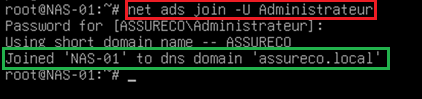 root@NAS-01:~# net ads join -U Administrateur
Password for [ASSURECO\Administrateur]:
Using short domain name -- ASSURECO
Joined 'NAS-01' to dns domain 'assureco.local'
root@NAS-01:~# _